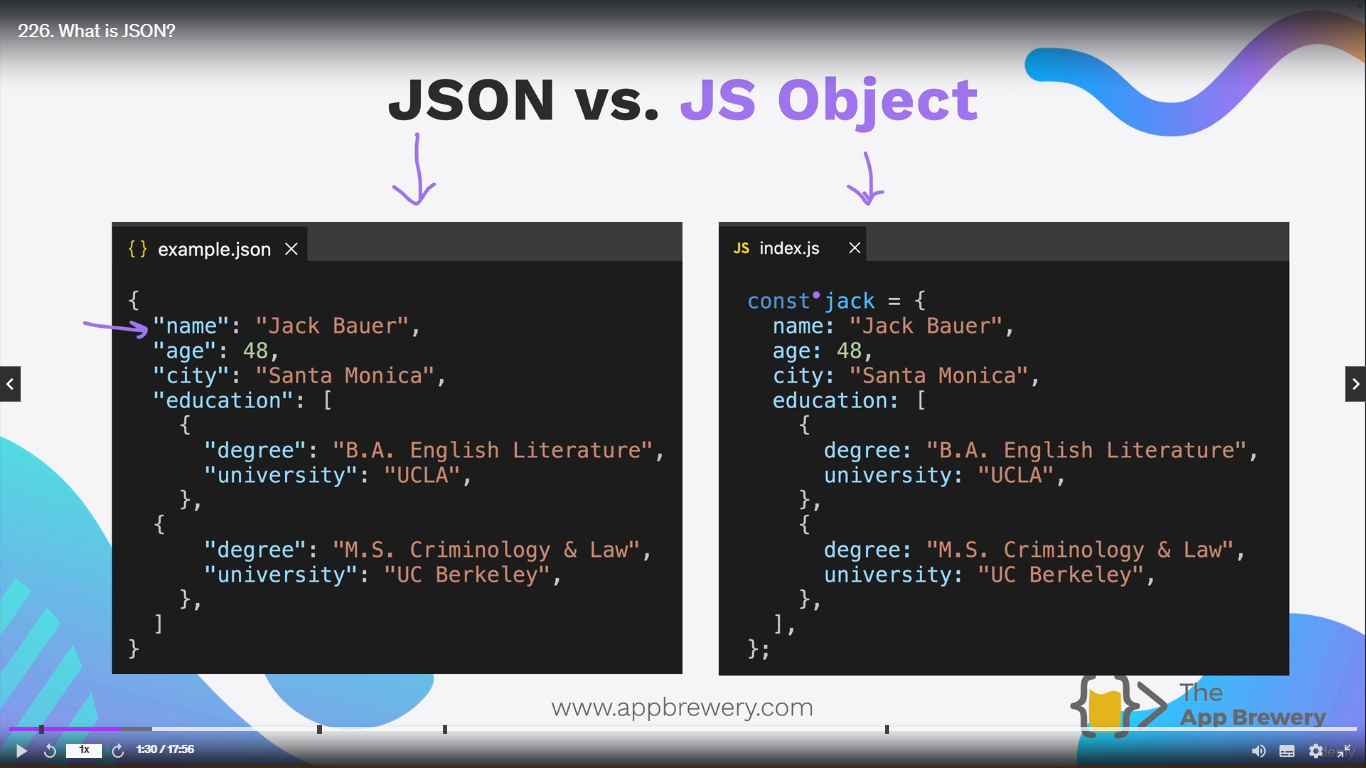 226. What is JSON?
JSON vs. JS Object
{ } example.json ×
{
"name": "Jack Bauer",
"age": 48,
"city": "Santa Monica",
"education": [
{
"degree": "B.A. English Literature",
"university": "UCLA",
},
{
"degree": "M.S. Criminology & Law",
"university": "UC Berkeley",
},
]
}
JS index.js ×
const jack = {
name: "Jack Bauer",
age: 48,
city: "Santa Monica",
education: [
{
degree: "B.A. English Literature",
university: "UCLA",
},
{
degree: "M.S. Criminology & Law",
university: "UC Berkeley",
},
],
};
www.appbrewery.com
The
App Brewery
1x
1:30 / 17:56